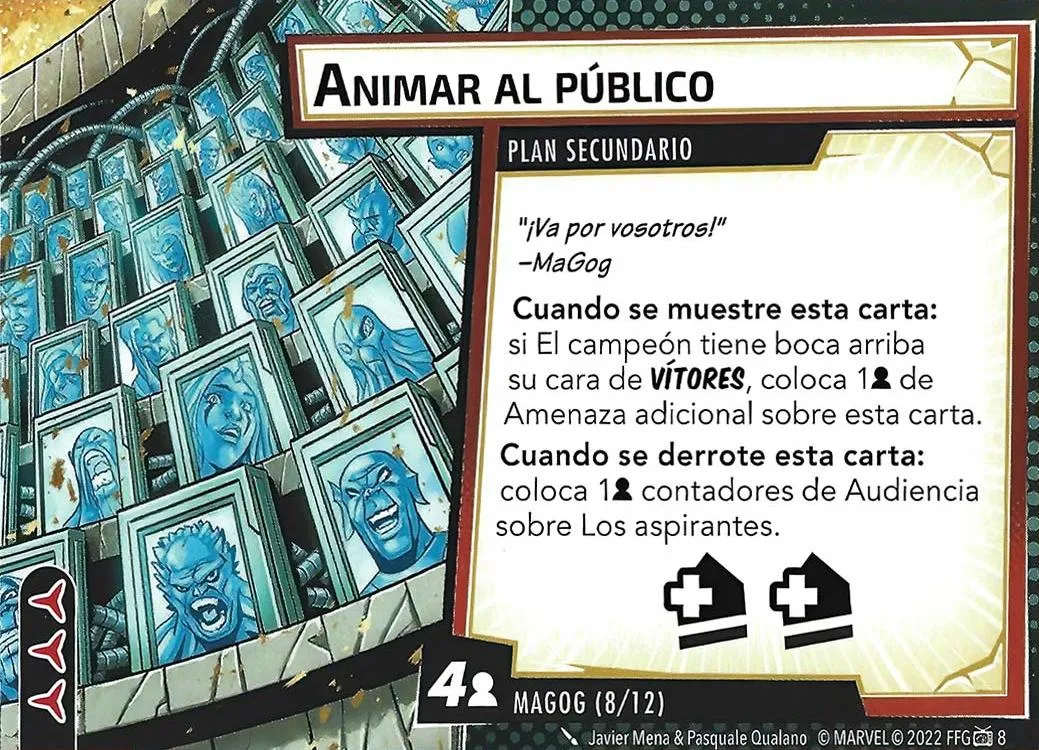 ANIMAR AL PÚBLICO
PLAN SECUNDARIO
"¡Va por vosotros!"
–MaGog
Cuando se muestre esta carta:
si El campeón tiene boca arriba
su cara de VÍTORES, coloca 1 de
Amenaza adicional sobre esta carta.
Cuando se derrote esta carta:
coloca 1 contadores de Audiencia
sobre Los aspirantes.
4
MAGOG (8/12)
Javier Mena & Pasquale Qualano © MARVEL © 2022 FFG 8